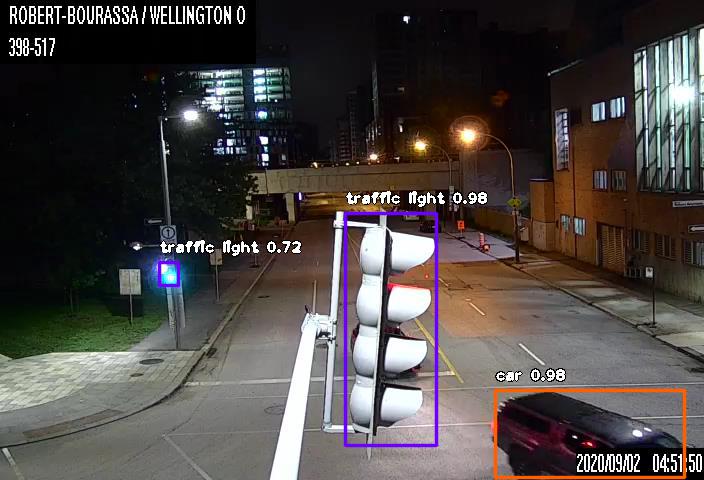 ROBERT-BOURASSA / WELLINGTON O
398-517
traffic light 0.98
traffic light 0.72
car 0.98
2020/09/02 04:51:50